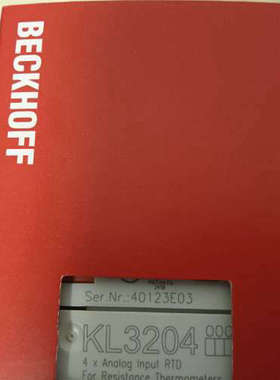 BECKHOFF
Ser.Nr.:40123E03
KL3204
4 x Analog Input RTD
For Resistance Thermometers